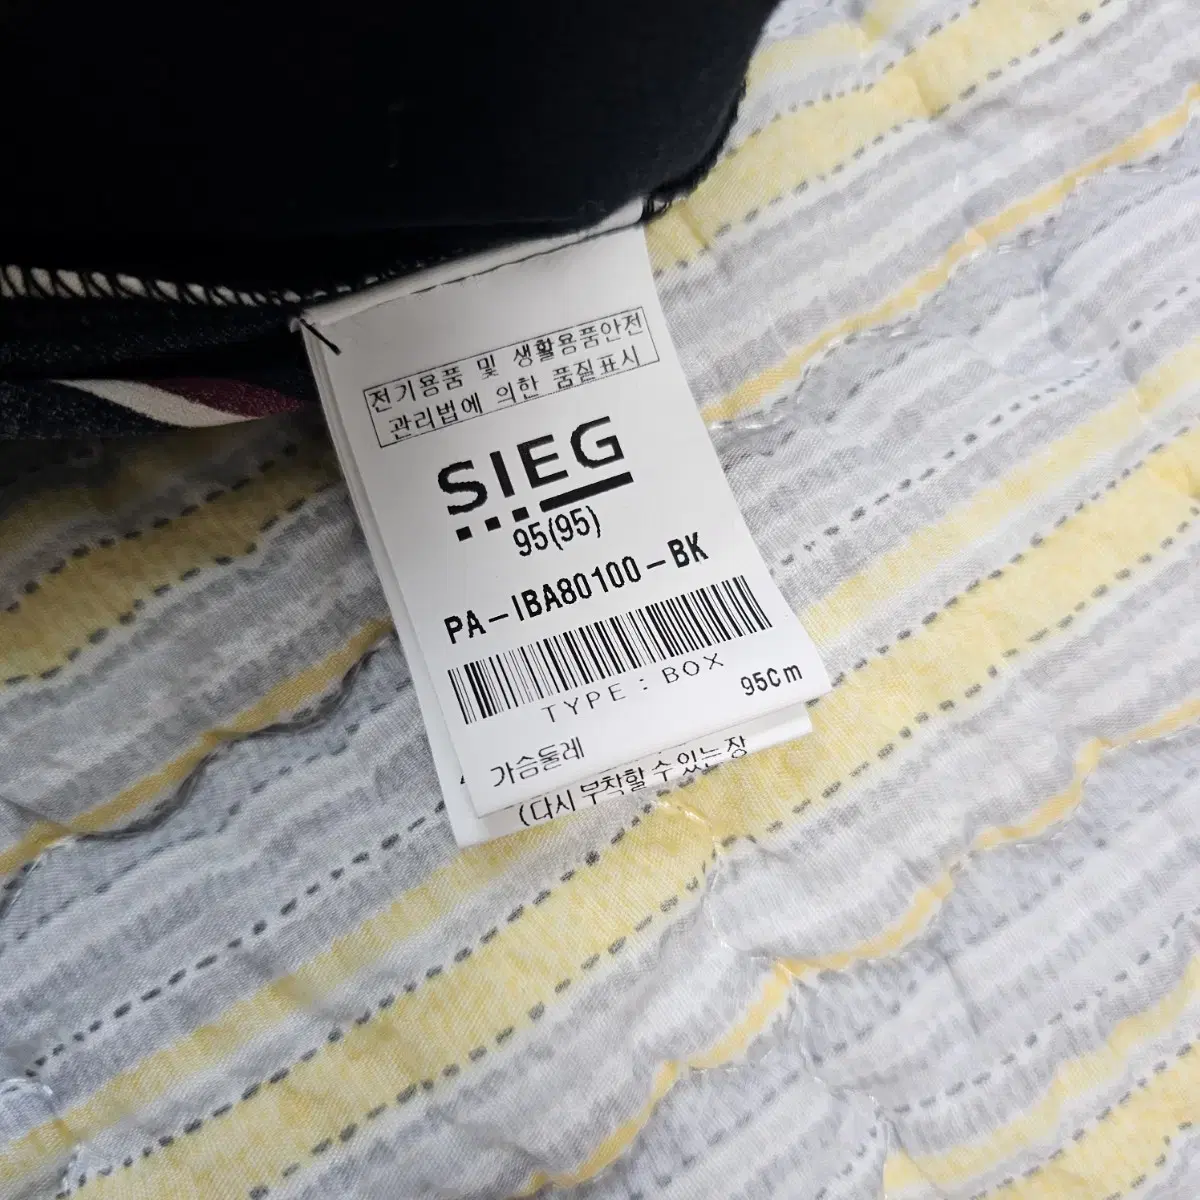 전기용품 및 생활용품안전
관리법에 의한 품질표시
SIEG
95(95)
PA-IBA80100-BK
TYPE : BOX
가슴둘레 95Cm
(다시 부착할 수 있는 장